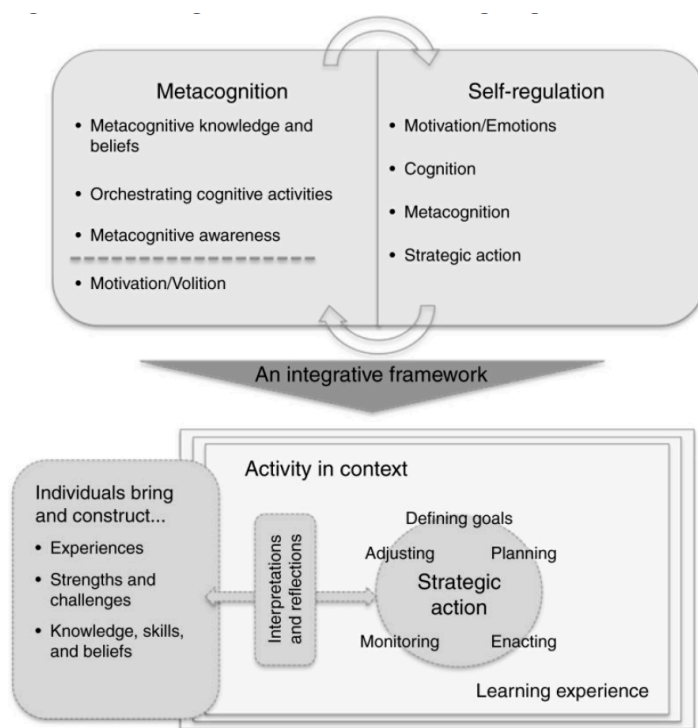 Metacognition
• Metacognitive knowledge and
beliefs
• Orchestrating cognitive activities
• Metacognitive awareness
• Motivation/Volition
Self-regulation
• Motivation/Emotions
• Cognition
• Metacognition
• Strategic action
An integrative framework
Individuals bring
and construct...
• Experiences
• Strengths and
challenges
• Knowledge, skills,
and beliefs
Activity in context
Interpretations
and reflections
Defining goals
Adjusting
Planning
Strategic
action
Monitoring
Enacting
Learning experience